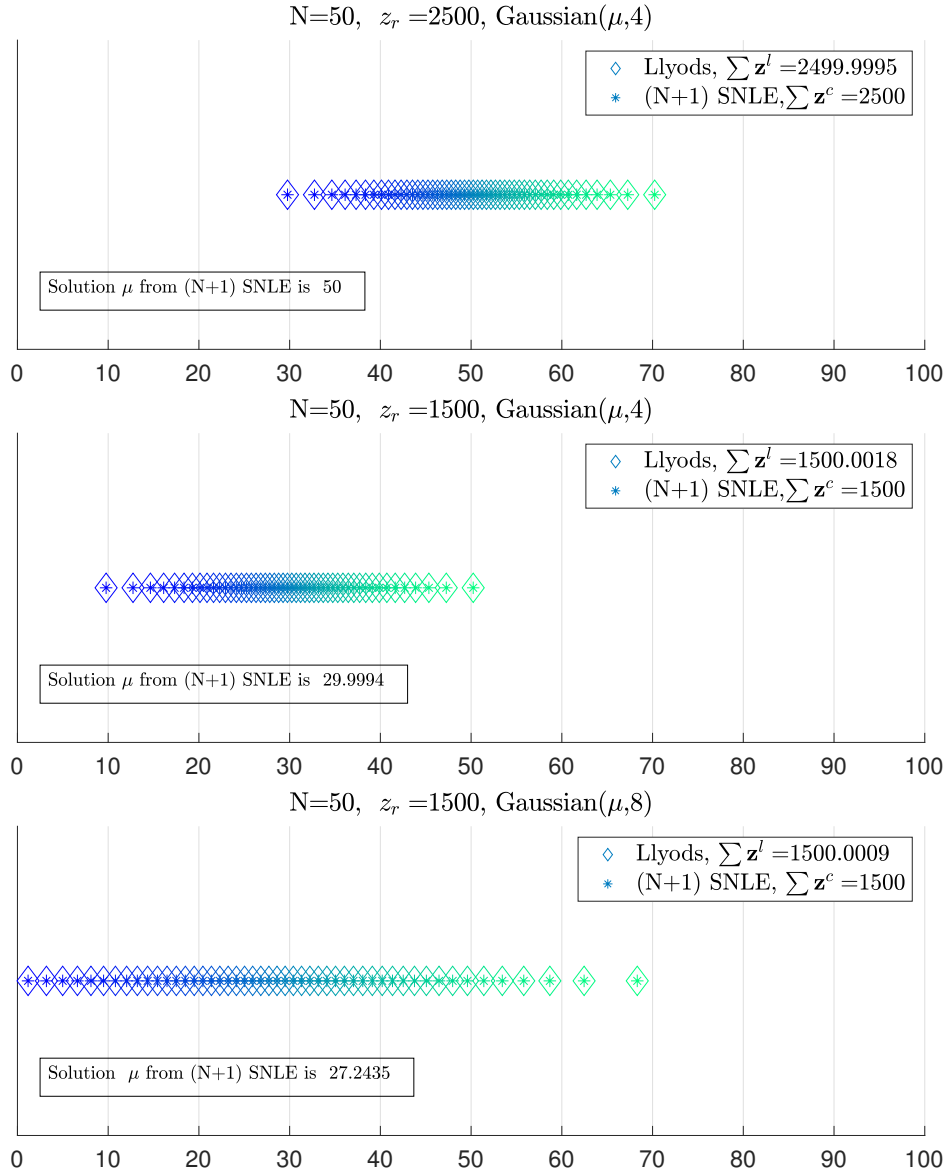 N=50, z_r =2500, Gaussian(μ,4)
Llyods, ∑ z^l =2499.9995
(N+1) SNLE,∑ z^c =2500
Solution μ from (N+1) SNLE is 50
0 10 20 30 40 50 60 70 80 90 100
N=50, z_r =1500, Gaussian(μ,4)
Llyods, ∑ z^l =1500.0018
(N+1) SNLE,∑ z^c =1500
Solution μ from (N+1) SNLE is 29.9994
0 10 20 30 40 50 60 70 80 90 100
N=50, z_r =1500, Gaussian(μ,8)
Llyods, ∑ z^l =1500.0009
(N+1) SNLE, ∑ z^c =1500
Solution μ from (N+1) SNLE is 27.2435
0 10 20 30 40 50 60 70 80 90 100